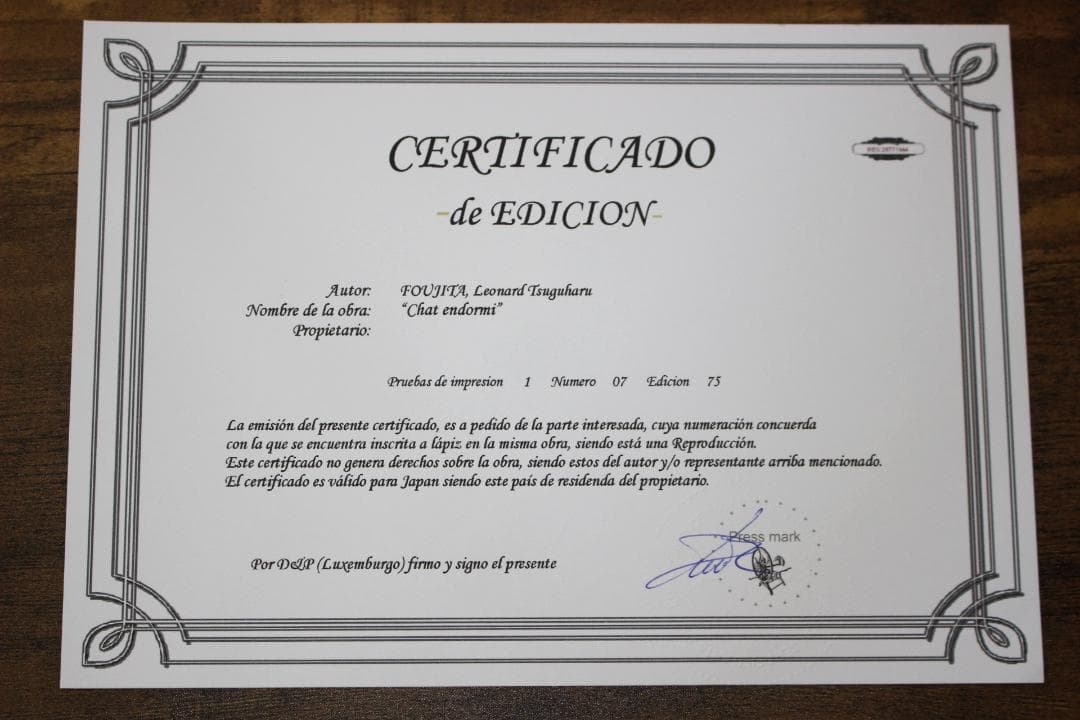 CERTIFICADO
-de EDICION-
Autor: FOUJITA, Leonard Tsuguharu
Nombre de la obra: "Chat endormi"
Propietario:
Pruebas de impresion 1 Numero 07 Edicion 75
La emisión del presente certificado, es a pedido de la parte interesada, cuya numeración concuerda
con la que se encuentra inscrita a lápiz en la misma obra, siendo está una Reproducción.
Este certificado no genera derechos sobre la obra, siendo estos del autor y/o representante arriba mencionado.
El certificado es válido para Japan siendo este país de residenda del propietario.
Press mark
Por D&P (Luxemburgo) firmo y signo el presente